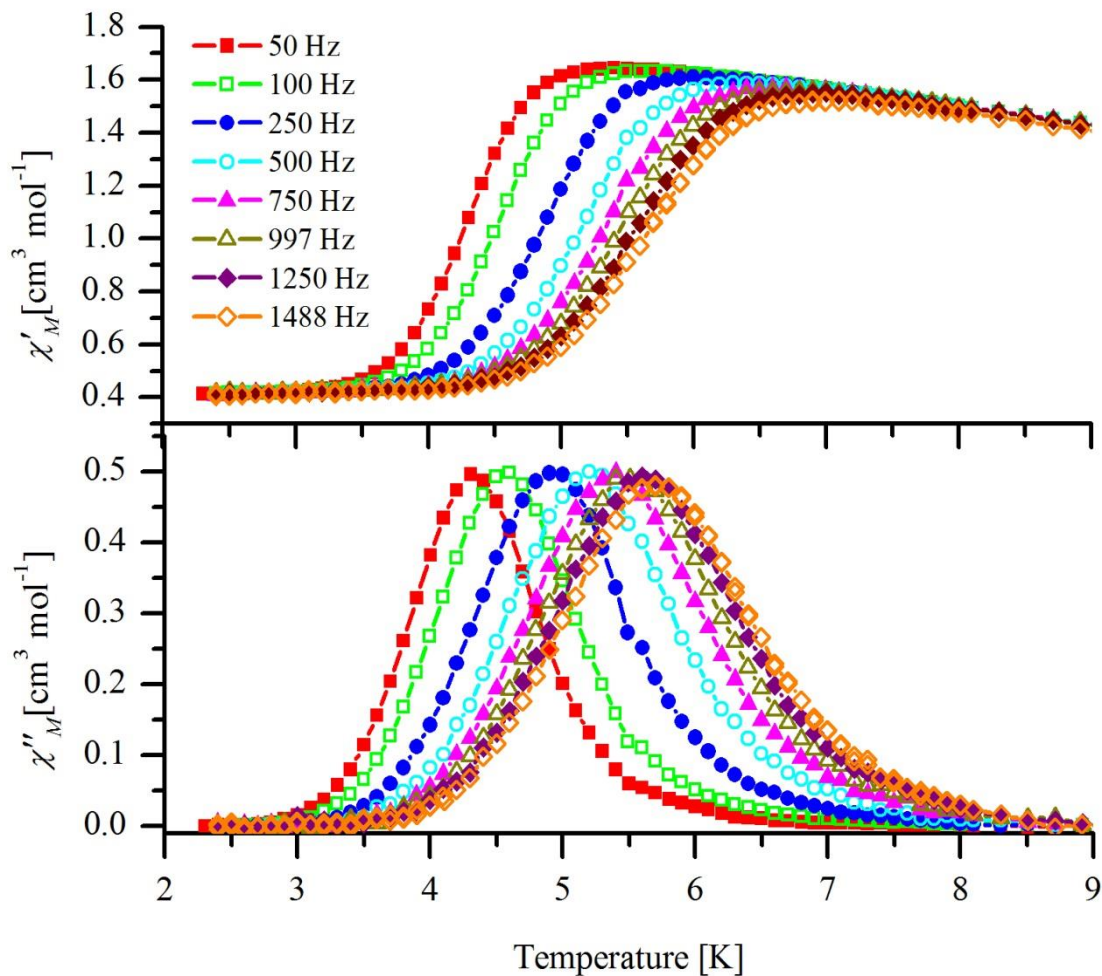 1.8
1.6
1.4
1.2
1.0
0.8
0.6
0.4
χ′M[cm³ mol⁻¹]
50 Hz
100 Hz
250 Hz
500 Hz
750 Hz
997 Hz
1250 Hz
1488 Hz
0.5
0.4
0.3
0.2
0.1
0.0
χ″M[cm³ mol⁻¹]
2 3 4 5 6 7 8 9
Temperature [K]